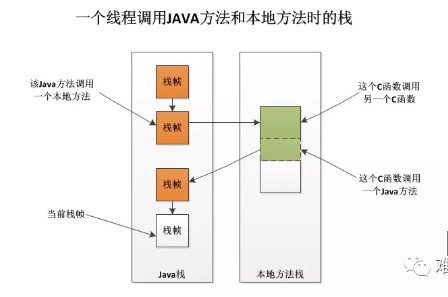 一个线程调用JAVA方法和本地方法时的栈
该Java方法调用
一个本地方法
栈帧
栈帧
栈帧
当前栈帧
栈帧
这个C函数调用
另一个C函数
这个C函数调用
一个Java方法
Java栈
本地方法栈